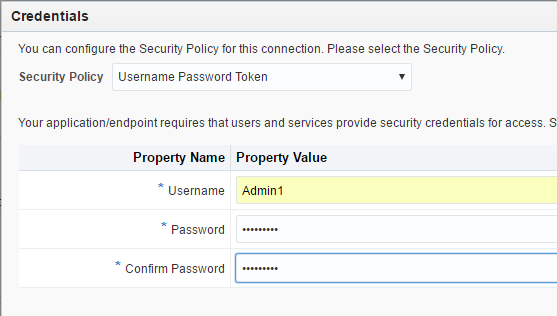 Credentials
You can configure the Security Policy for this connection. Please select the Security Policy.
Security Policy Username Password Token ▼
Your application/endpoint requires that users and services provide security credentials for access. S
Property Name Property Value
* Username Admin1
* Password •••••••••
* Confirm Password •••••••••